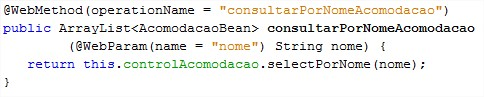 @WebMethod(operationName = "consultarPorNomeAcomodacao")
public ArrayList<AcomodacaoBean> consultarPorNomeAcomodacao
(@WebParam(name = "nome") String nome) {
return this.controlAcomodacao.selectPorNome(nome);
}